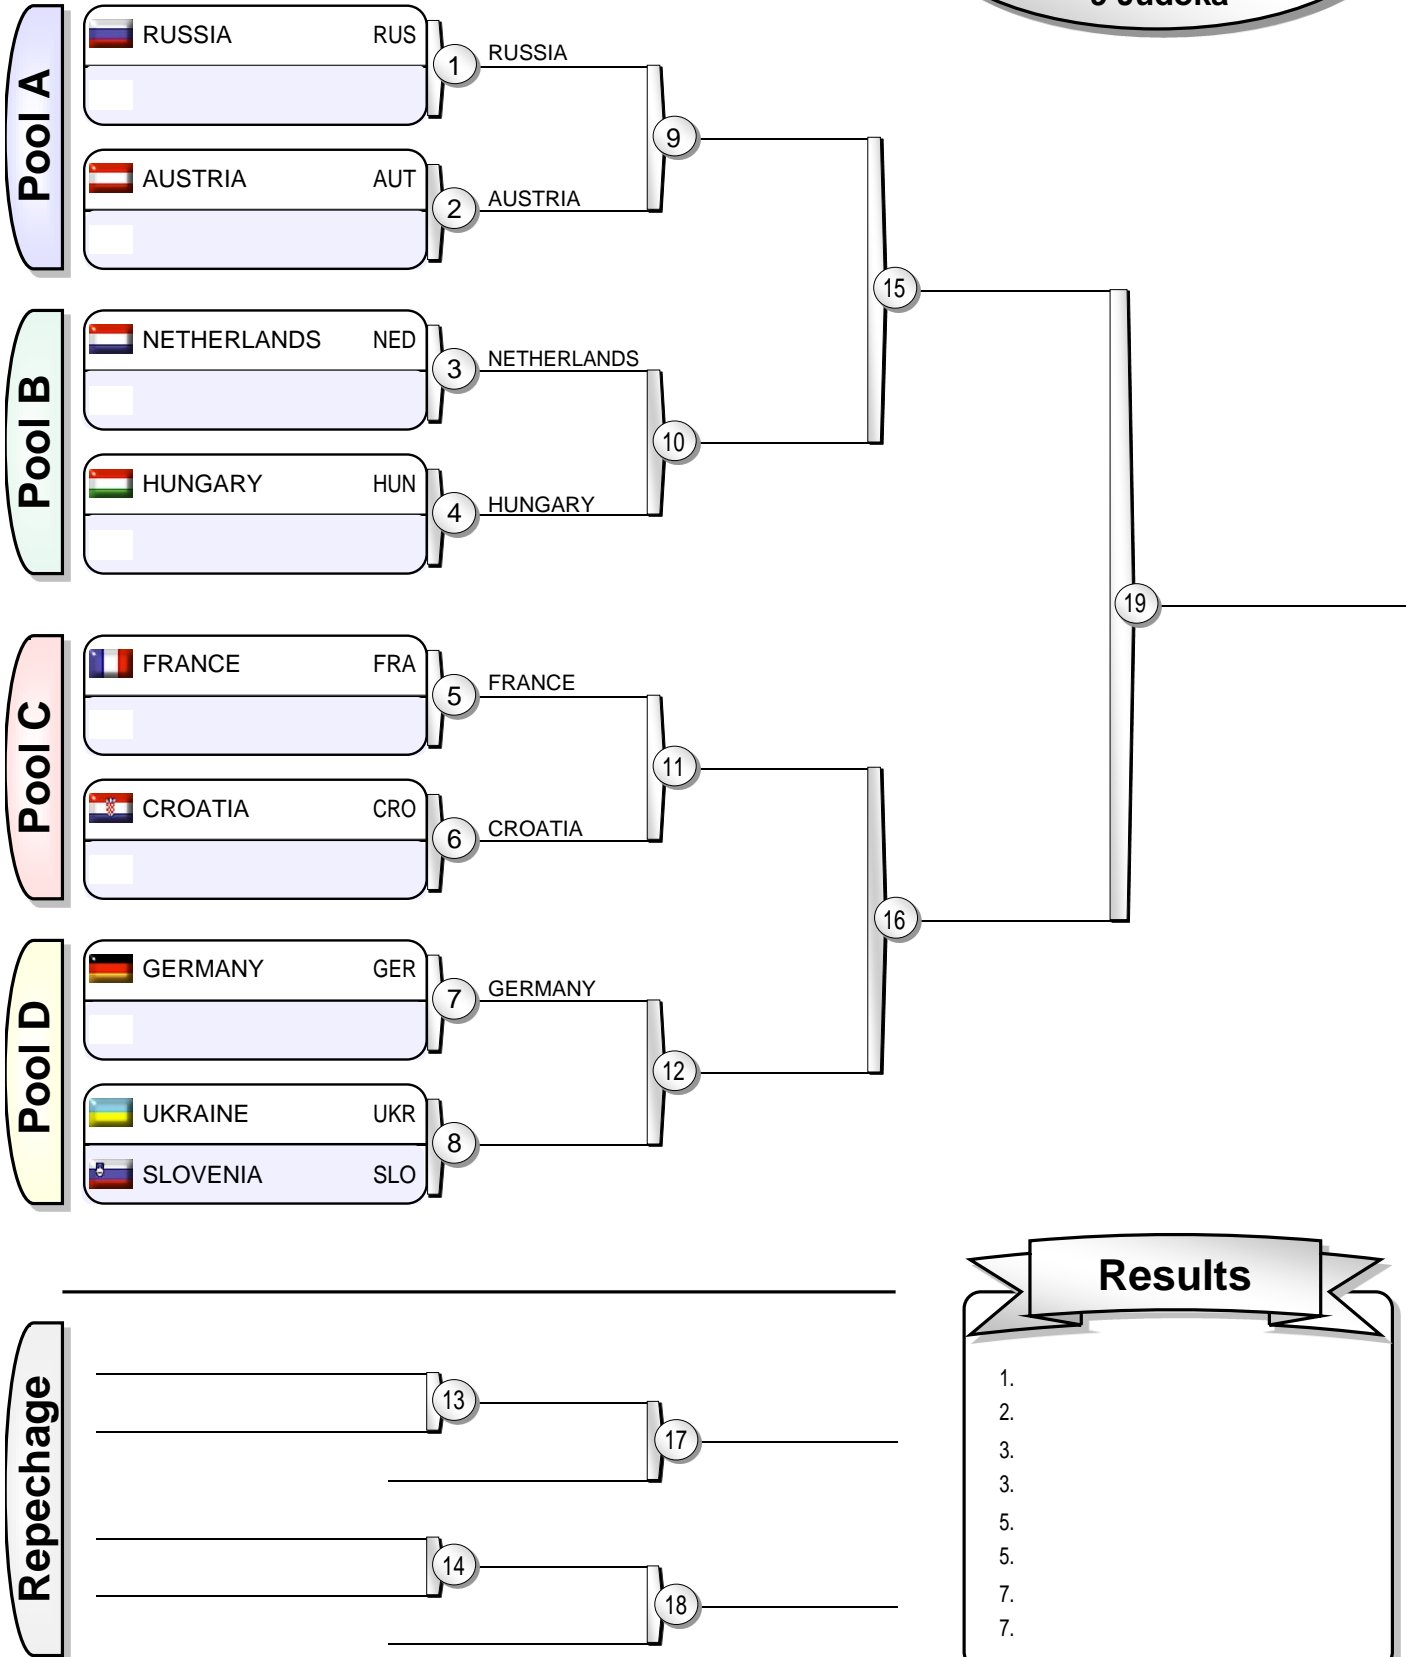 9 Judoka
Pool A
RUSSIA RUS
1
RUSSIA
9
AUSTRIA AUT
2
AUSTRIA
15
Pool B
NETHERLANDS NED
3
NETHERLANDS
10
HUNGARY HUN
4
HUNGARY
19
Pool C
FRANCE FRA
5
FRANCE
11
CROATIA CRO
6
CROATIA
16
Pool D
GERMANY GER
7
GERMANY
12
UKRAINE UKR
8
SLOVENIA SLO
Repechage
13
17
14
18
Results
1.
2.
3.
3.
5.
5.
7.
7.